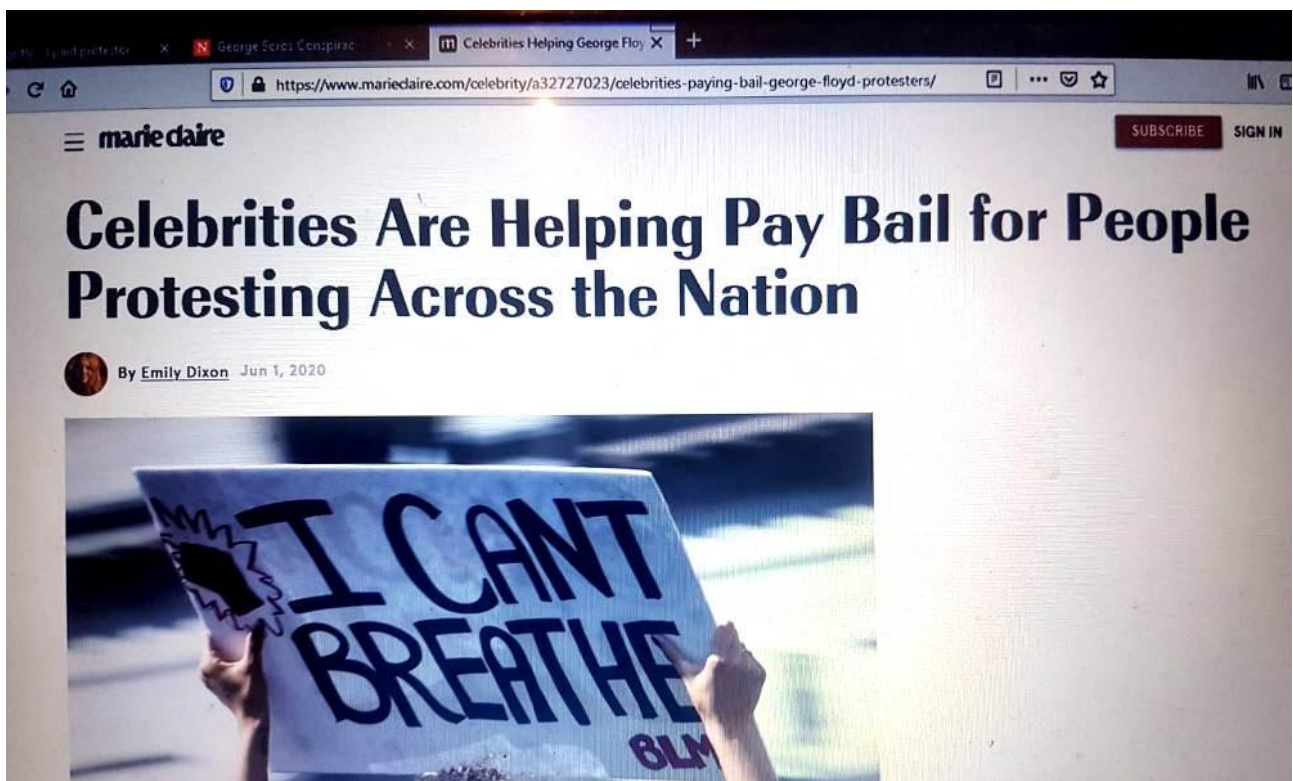 paid protester
N George Soros Conspirac
m Celebrities Helping George Floy
https://www.marieclaire.com/celebrity/a32727023/celebrities-paying-bail-george-floyd-protesters/
marie claire
SUBSCRIBE
SIGN IN
Celebrities Are Helping Pay Bail for People
Protesting Across the Nation
By Emily Dixon Jun 1, 2020
I CANT
BREATHE
BLM